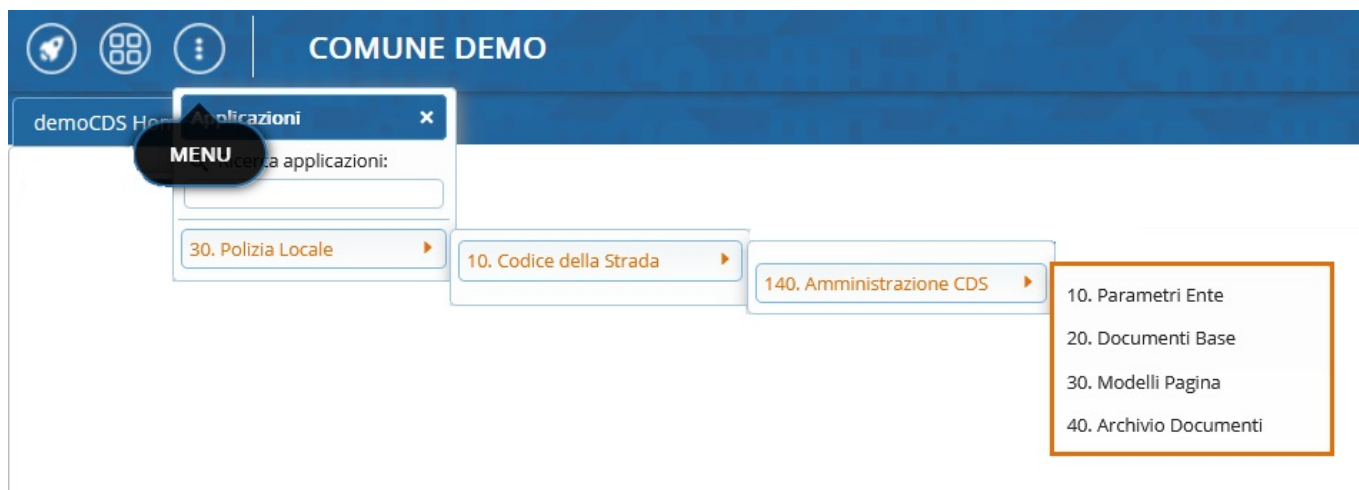 COMUNE DEMO
demoCDS Hom
Applicazioni ×
MENU
Ricerca applicazioni:
30. Polizia Locale
10. Codice della Strada
140. Amministrazione CDS
10. Parametri Ente
20. Documenti Base
30. Modelli Pagina
40. Archivio Documenti